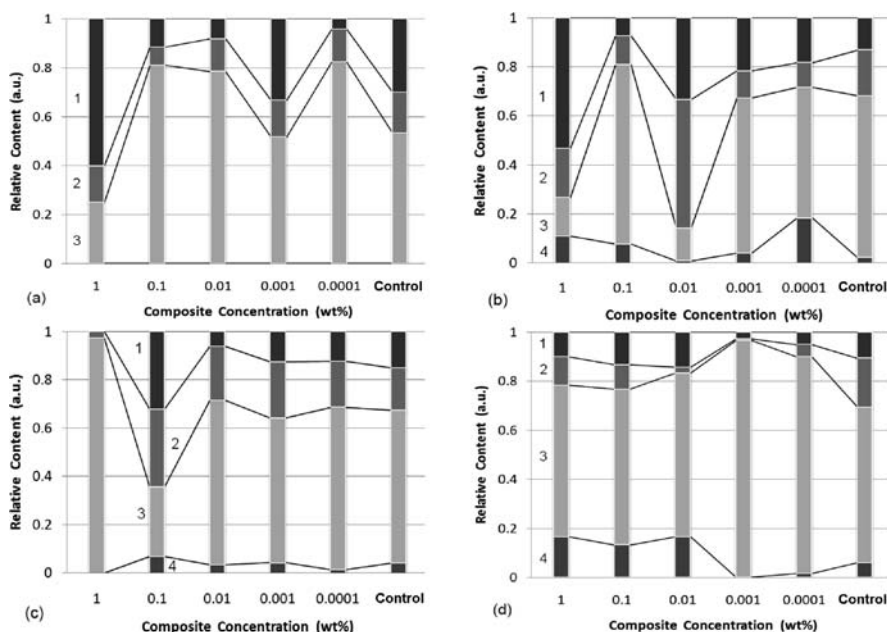 1
0.8
0.6
0.4
0.2
0
Relative Content (a.u.)
1
2
3
1 0.1 0.01 0.001 0.0001 Control
(a)
Composite Concentration (wt%)
1
0.8
0.6
0.4
0.2
0
Relative Content (a.u.)
1
2
3
4
1 0.1 0.01 0.001 0.0001 Control
(b)
Composite Concentration (wt%)
1
0.8
0.6
0.4
0.2
0
Relative Content (a.u.)
1
2
3
4
1 0.1 0.01 0.001 0.0001 Control
(c)
Composite Concentration (wt%)
1
0.8
0.6
0.4
0.2
0
Relative Content (a.u.)
1
2
3
4
1 0.1 0.01 0.001 0.0001 Control
(d)
Composite Concentration (wt%)